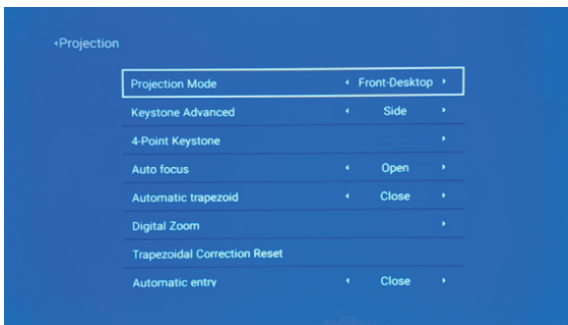 Projection
Projection Mode Front-Desktop
Keystone Advanced Side
4-Point Keystone
Auto focus Open
Automatic trapezoid Close
Digital Zoom
Trapezoidal Correction Reset
Automatic entry Close